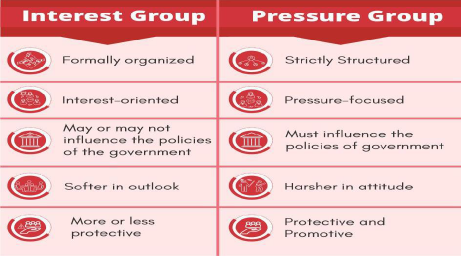 Interest Group
Pressure Group
Formally organized
Strictly Structured
Interest-oriented
Pressure-focused
May or may not
influence the policies
of the government
Must influence the
policies of government
Softer in outlook
Harsher in attitude
More or less
protective
Protective and
Promotive